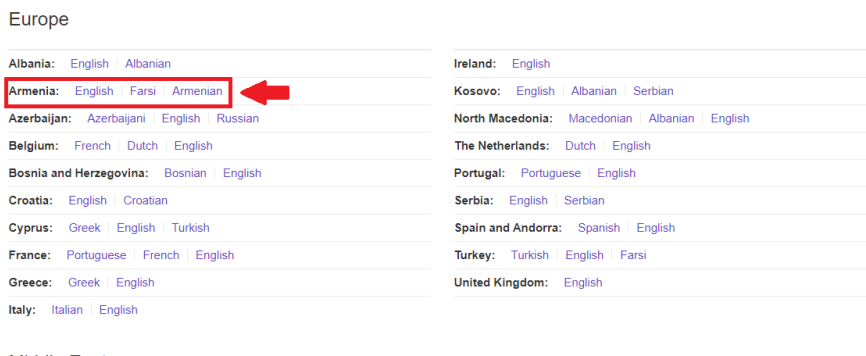 Europe
Albania: English Albanian
Armenia: English Farsi Armenian
Azerbaijan: Azerbaijani English Russian
Belgium: French Dutch English
Bosnia and Herzegovina: Bosnian English
Croatia: English Croatian
Cyprus: Greek English Turkish
France: Portuguese French English
Greece: Greek English
Italy: Italian English
Ireland: English
Kosovo: English Albanian Serbian
North Macedonia: Macedonian Albanian English
The Netherlands: Dutch English
Portugal: Portuguese English
Serbia: English Serbian
Spain and Andorra: Spanish English
Turkey: Turkish English Farsi
United Kingdom: English